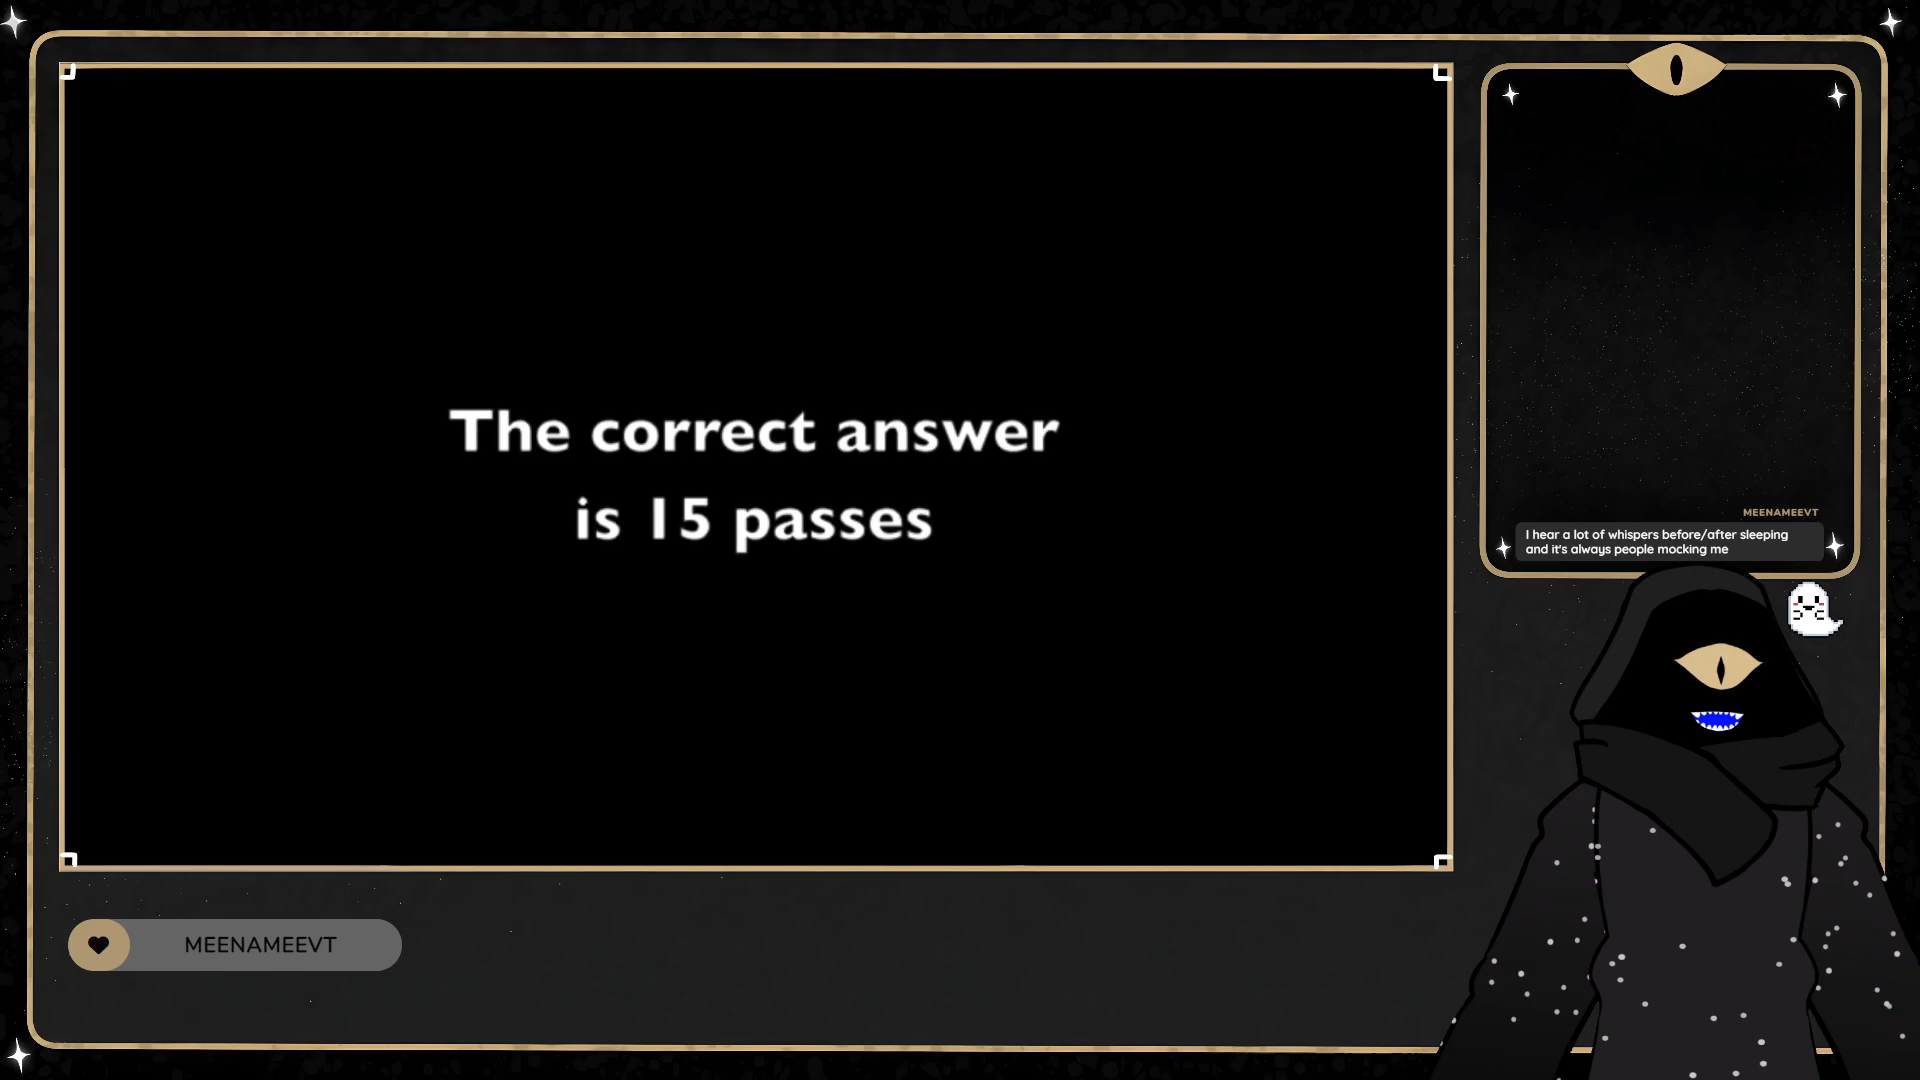 The correct answer
is 15 passes
MEENAMEEVT
I hear a lot of whispers before/after sleeping
and it's always people mocking me
MEENAMEEVT